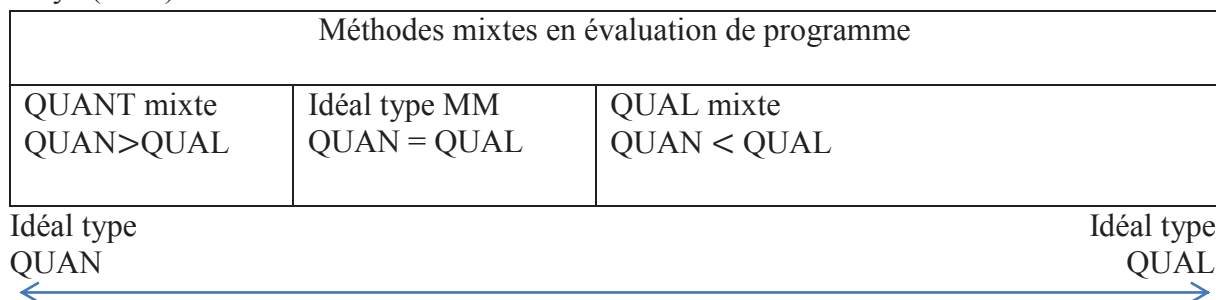 Méthodes mixtes en évaluation de programme
QUANT mixte
QUAN>QUAL
Idéal type MM
QUAN = QUAL
QUAL mixte
QUAN < QUAL
Idéal type
QUAN
Idéal type
QUAL